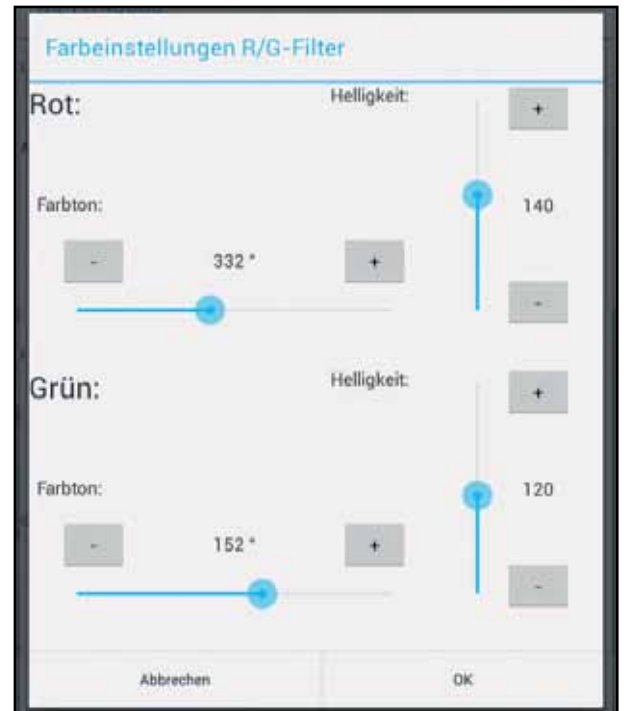 Farbeinstellungen R/G-Filter
Rot:
Helligkeit:
+
Farbton:
140
- 332 ° +
-
Grün:
Helligkeit:
+
Farbton:
120
- 152 ° +
-
Abbrechen OK